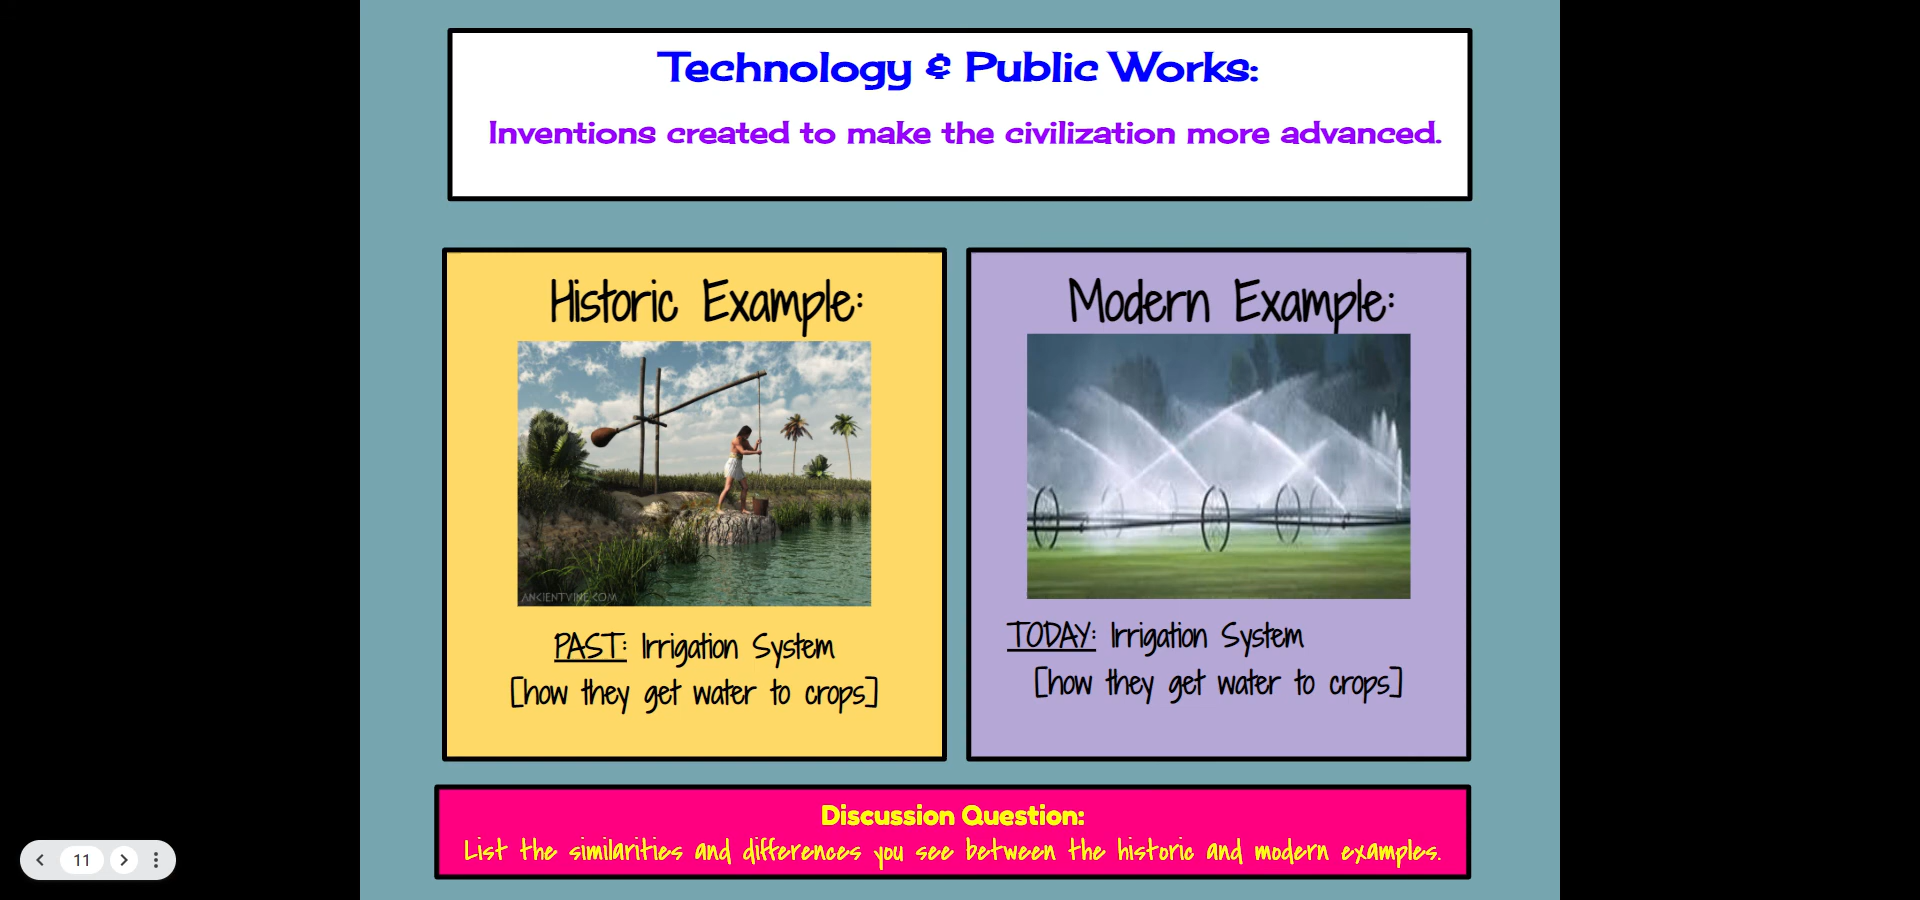 Technology & Public Works:
Inventions created to make the civilization more advanced.
Historic Example:
ANCIENTVINE.COM
PAST: Irrigation System
[how they get water to crops]
Modern Example:
TODAY: Irrigation System
[how they get water to crops]
Discussion Question:
List the similarities and differences you see between the historic and modern examples.
11